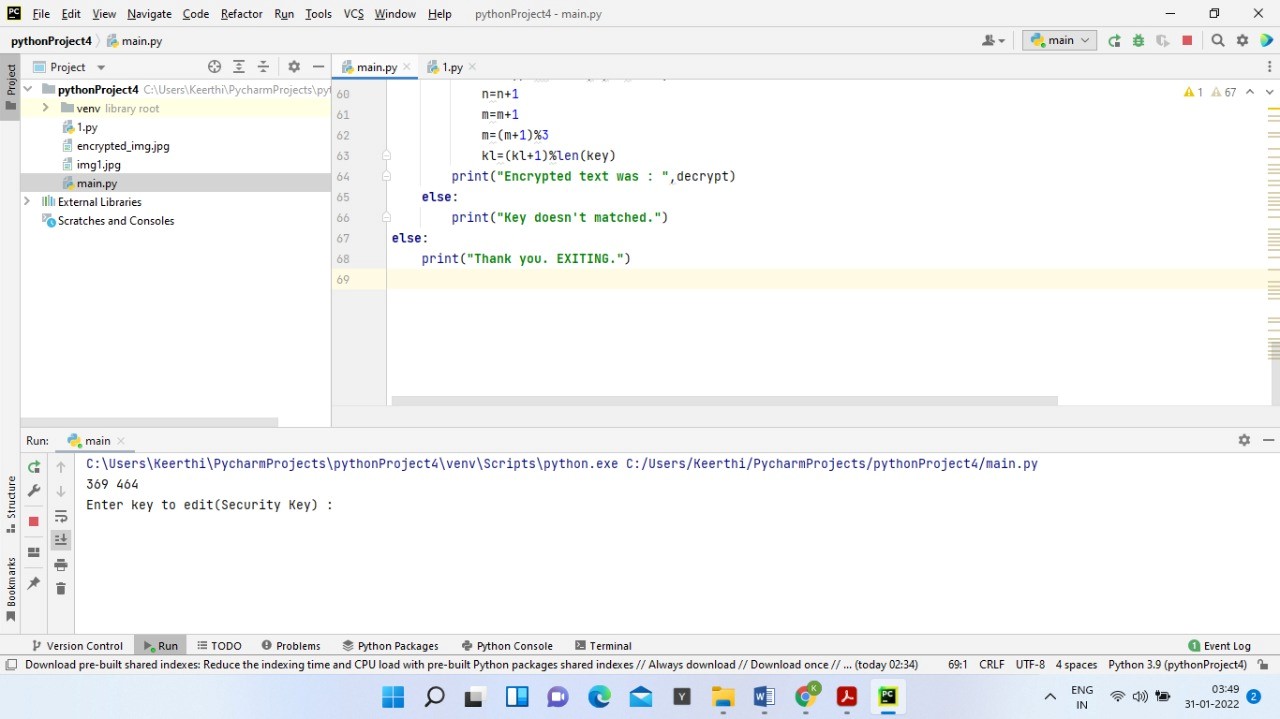 PC File Edit View Navigate Code Refactor Run Tools VCS Window Help pythonProject4 - main.py
pythonProject4 main.py main
Project main.py 1.py
Project
pythonProject4 C:\Users\Keerthi\PycharmProjects\pyt
venv library root
1.py
encrypted_img.jpg
img1.jpg
main.py
External Libraries
Scratches and Consoles
1 67
60 n=n+1
61 m=m+1
62 m=(m+1)%3
63 kl=(kl+1)%len(key)
64 print("Encrypted text was : ",decrypt)
65 else:
66 print("Key doesn't matched.")
67 else:
68 print("Thank you. EXITING.")
69
Run: main
C:\Users\Keerthi\PycharmProjects\pythonProject4\venv\Scripts\python.exe C:/Users/Keerthi/PycharmProjects/pythonProject4/main.py
369 464
Enter key to edit(Security Key) :
Structure
Bookmarks
Version Control Run TODO Problems Python Packages Python Console Terminal 1 Event Log
Download pre-built shared indexes: Reduce the indexing time and CPU load with pre-built Python packages shared indexes // Always download // Download once // ... (today 02:34) 69:1 CRLF UTF-8 4 spaces Python 3.9 (pythonProject4)
Y W K PC
ENG 03:49
IN 31-01-2022 2